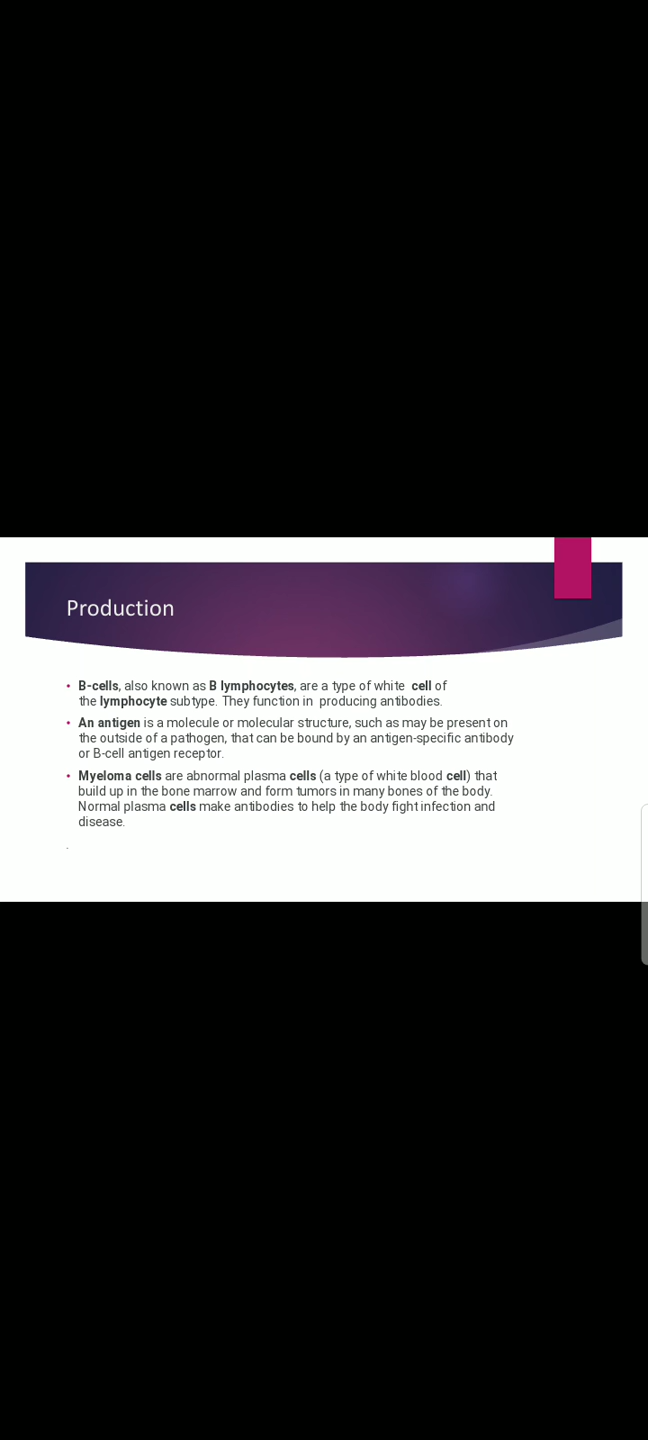 Production
• B-cells, also known as B lymphocytes, are a type of white  cell of
the lymphocyte subtype. They function in  producing antibodies.
• An antigen is a molecule or molecular structure, such as may be present on
the outside of a pathogen, that can be bound by an antigen-specific antibody
or B-cell antigen receptor.
• Myeloma cells are abnormal plasma cells (a type of white blood cell) that
build up in the bone marrow and form tumors in many bones of the body.
Normal plasma cells make antibodies to help the body fight infection and
disease.
.